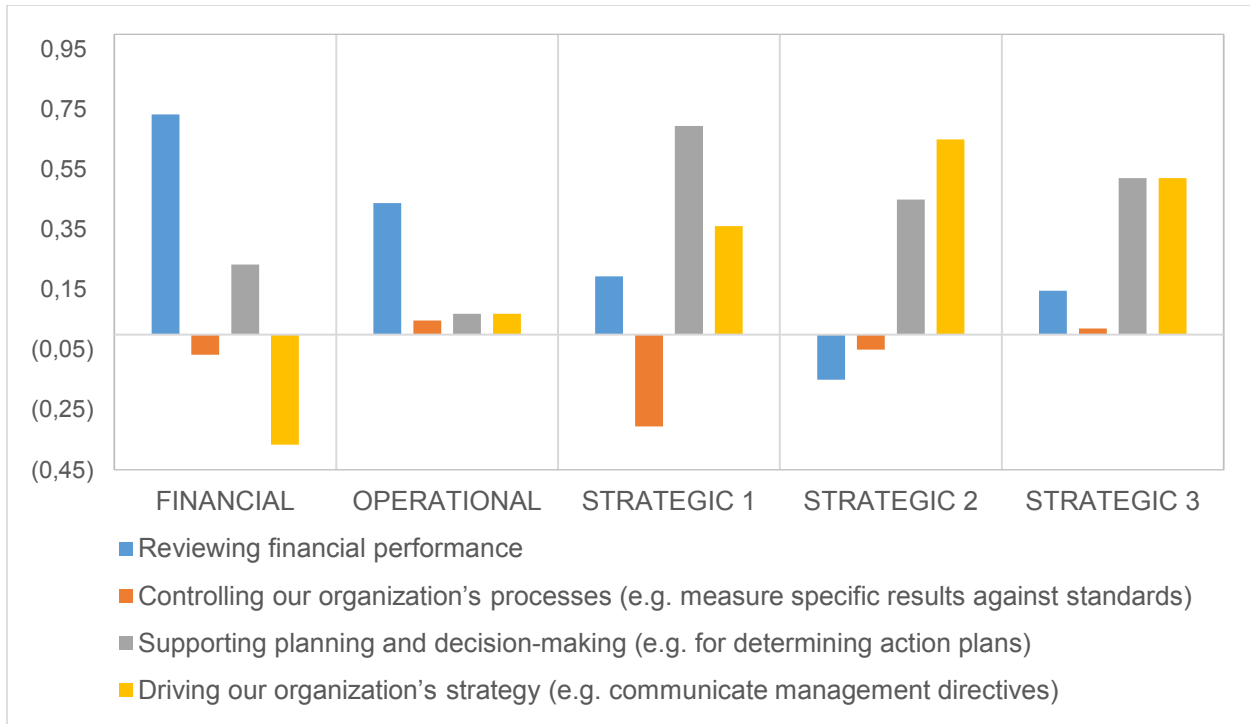 0,95
0,75
0,55
0,35
0,15
(0,05)
(0,25)
(0,45)
FINANCIAL OPERATIONAL STRATEGIC 1 STRATEGIC 2 STRATEGIC 3
Reviewing financial performance
Controlling our organization’s processes (e.g. measure specific results against standards)
Supporting planning and decision-making (e.g. for determining action plans)
Driving our organization’s strategy (e.g. communicate management directives)